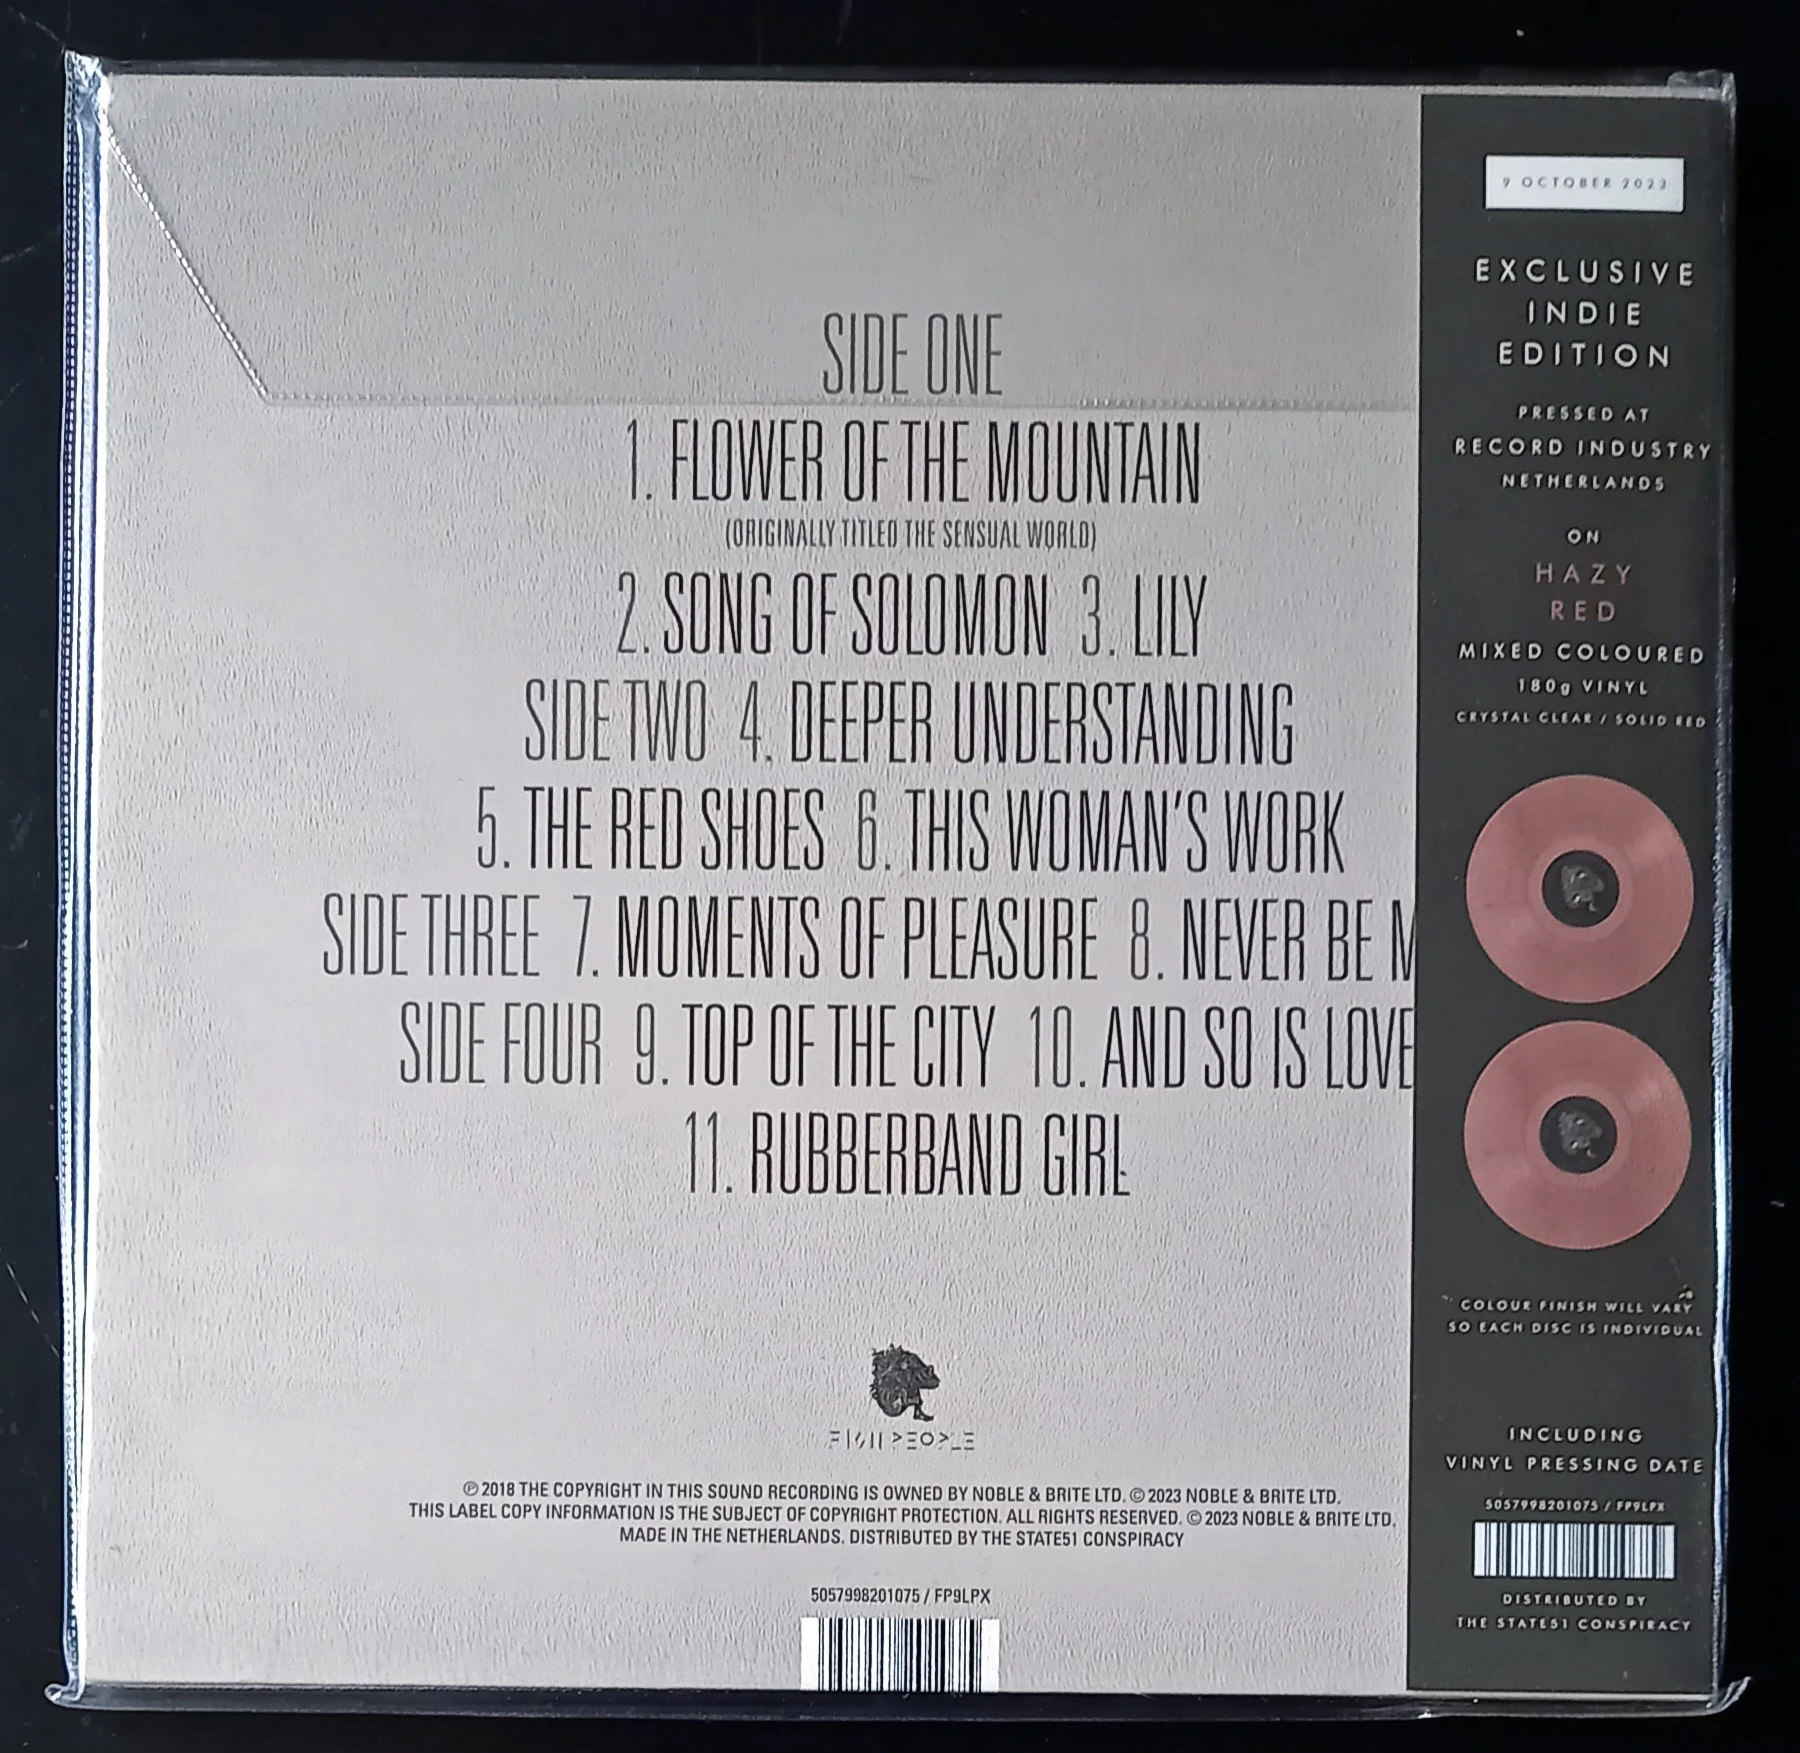 SIDE ONE
1. FLOWER OF THE MOUNTAIN
(ORIGINALLY TITLED THE SENSUAL WORLD)
2. SONG OF SOLOMON 3. LILY
SIDE TWO 4. DEEPER UNDERSTANDING
5. THE RED SHOES 6. THIS WOMAN'S WORK
SIDE THREE 7. MOMENTS OF PLEASURE 8. NEVER BE M
SIDE FOUR 9. TOP OF THE CITY 10. AND SO IS LOVE
11. RUBBERBAND GIRL
FISH PEOPLE
℗ 2018 THE COPYRIGHT IN THIS SOUND RECORDING IS OWNED BY NOBLE & BRITE LTD. © 2023 NOBLE & BRITE LTD.
THIS LABEL COPY INFORMATION IS THE SUBJECT OF COPYRIGHT PROTECTION. ALL RIGHTS RESERVED. © 2023 NOBLE & BRITE LTD.
MADE IN THE NETHERLANDS. DISTRIBUTED BY THE STATE51 CONSPIRACY
5057998201075 / FP9LPX
9 OCTOBER 2023
EXCLUSIVE
INDIE
EDITION
PRESSED AT
RECORD INDUSTRY
NETHERLANDS
ON
HAZY
RED
MIXED COLOURED
180g VINYL
CRYSTAL CLEAR / SOLID RED
COLOUR FINISH WILL VARY
SO EACH DISC IS INDIVIDUAL
INCLUDING
VINYL PRESSING DATE
5057998201075 / FP9LPX
DISTRIBUTED BY
THE STATE51 CONSPIRACY